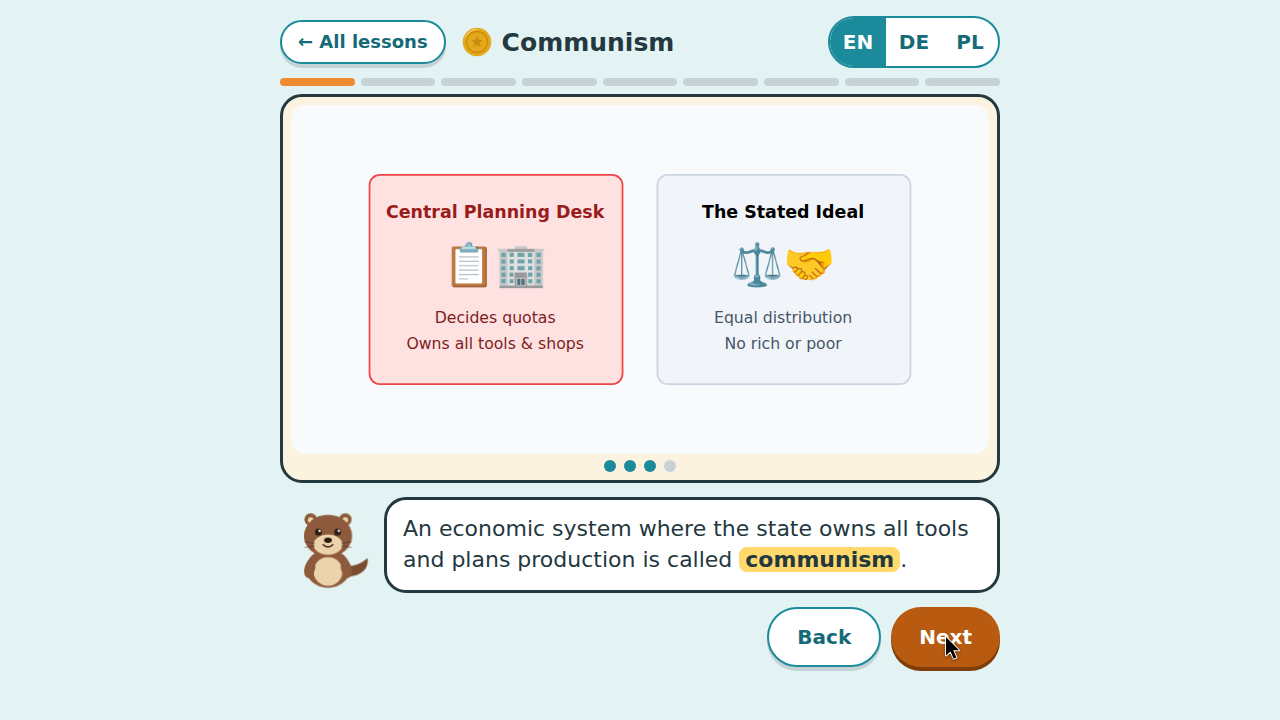 ← All lessons
Communism
EN DE PL
Central Planning Desk
Decides quotas
Owns all tools & shops
The Stated Ideal
Equal distribution
No rich or poor
An economic system where the state owns all tools
and plans production is called communism.
Back
Next